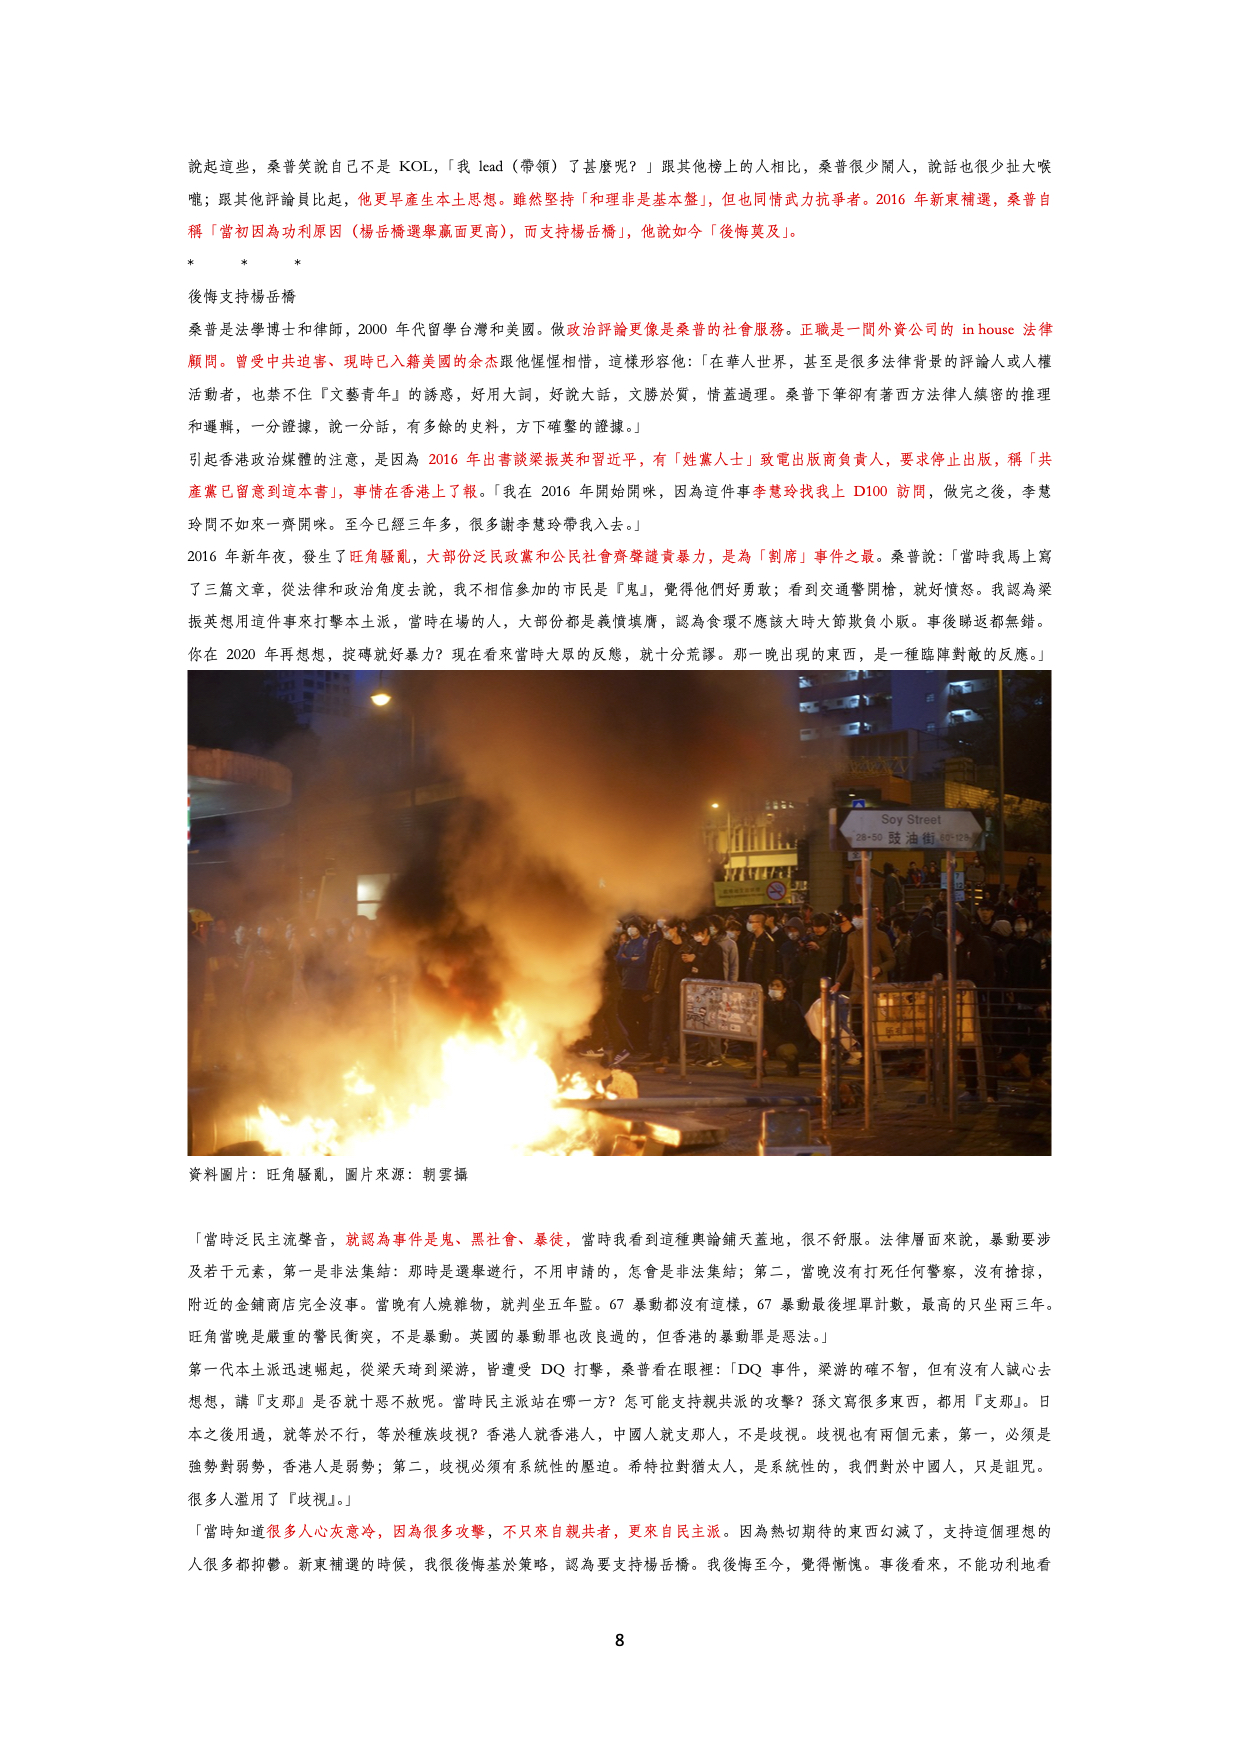 說起這些，桑普笑說自己不是 KOL，「我 lead（帶領）了甚麼呢？」跟其他榜上的人相比，桑普很少鬧人，說話也很少扯大喉
嚨；跟其他評論員比起，他更早產生本土思想。雖然堅持「和理非是基本盤」，但也同情武力抗爭者。2016 年新東補選，桑普自
稱「當初因為功利原因（楊岳橋選舉贏面更高），而支持楊岳橋」，他說如今「後悔莫及」。
* * *
後悔支持楊岳橋
桑普是法學博士和律師，2000 年代留學台灣和美國。做政治評論更像是桑普的社會服務。正職是一間外資公司的 in house 法律
顧問。曾受中共迫害、現時已入籍美國的余杰跟他惺惺相惜，這樣形容他：「在華人世界，甚至是很多法律背景的評論人或人權
活動者，也禁不住『文藝青年』的誘惑，好用大詞，好說大話，文勝於質，情蓋過理。桑普下筆卻有著西方法律人縝密的推理
和邏輯，一分證據，說一分話，有多餘的史料，方下確鑿的證據。」
引起香港政治媒體的注意，是因為 2016 年出書談梁振英和習近平，有「姓黨人士」致電出版商負責人，要求停止出版，稱「共
產黨已留意到這本書」，事情在香港上了報。「我在 2016 年開始開咪，因為這件事李慧玲找我上 D100 訪問，做完之後，李慧
玲問不如來一齊開咪。至今已經三年多，很多謝李慧玲帶我入去。」
2016 年新年夜，發生了旺角騷亂，大部份泛民政黨和公民社會齊聲譴責暴力，是為「割席」事件之最。桑普說：「當時我馬上寫
了三篇文章，從法律和政治角度去說，我不相信參加的市民是『鬼』，覺得他們好勇敢；看到交通警開槍，就好憤怒。我認為梁
振英想用這件事來打擊本土派，當時在場的人，大部份都是義憤填膺，認為食環不應該大時大節欺負小販。事後睇返都無錯。
你在 2020 年再想想，掟磚就好暴力？現在看來當時大眾的反應，就十分荒謬。那一晚出現的東西，是一種臨陣對敵的反應。」
Soy Street
28-50 豉油街
資料圖片：旺角騷亂，圖片來源：朝雲攝
「當時泛民主流聲音，就認為事件是鬼、黑社會、暴徒，當時我看到這種輿論鋪天蓋地，很不舒服。法律層面來說，暴動要涉
及若干元素，第一是非法集結：那時是選舉遊行，不用申請的，怎會是非法集結；第二，當晚沒有打死任何警察，沒有搶掠，
附近的金鋪商店完全沒事。當晚有人燒雜物，就判坐五年監。67 暴動都沒有這樣，67 暴動最後埋單計數，最高的只坐兩三年。
旺角當晚是嚴重的警民衝突，不是暴動。英國的暴動罪也改良過的，但香港的暴動罪是惡法。」
第一代本土派迅速崛起，從梁天琦到梁游，皆遭受 DQ 打擊，桑普看在眼裡：「DQ 事件，梁游的確不智，但有沒有人誠心去
想想，講『支那』是否就十惡不赦呢。當時民主派站在哪一方？怎可能支持親共派的攻擊？孫文寫很多東西，都用『支那』。日
本之後用過，就等於不行，等於種族歧視？香港人就香港人，中國人就支那人，不是歧視。歧視也有兩個元素，第一，必須是
強勢對弱勢，香港人是弱勢；第二，歧視必須有系統性的壓迫。希特拉對猶太人，是系統性的，我們對於中國人，只是詛咒。
很多人濫用了『歧視』。」
「當時知道很多人心灰意冷，因為很多攻擊，不只來自親共者，更來自民主派。因為熱切期待的東西幻滅了，支持這個理想的
人很多都抑鬱。新東補選的時候，我很後悔基於策略，認為要支持楊岳橋。我後悔至今，覺得慚愧。事後看來，不能功利地看
8